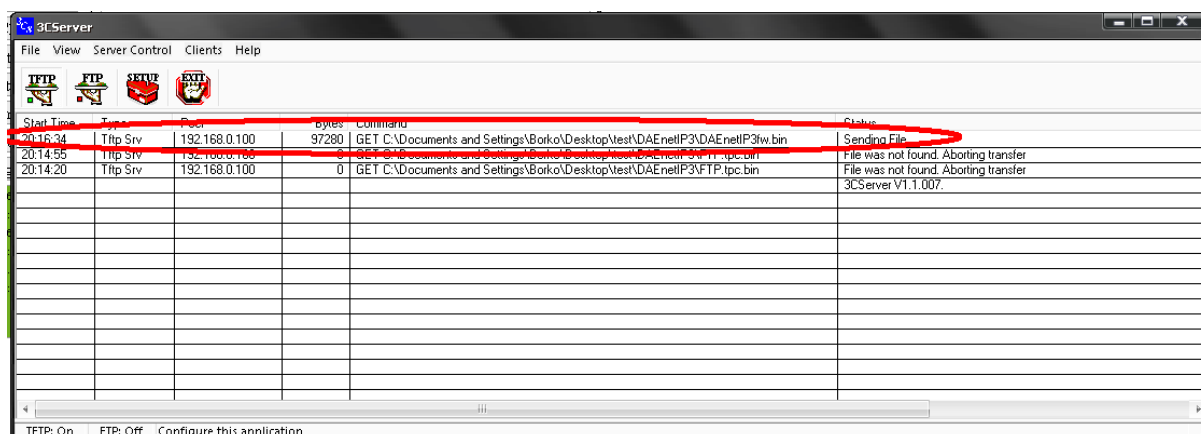 3CServer
File View Server Control Clients Help
TFTP FTP SETUP EXIT
Start Time Type Peer Bytes Command Status
20:16:34 Tftp Srv 192.168.0.100 97280 GET C:\Documents and Settings\Borko\Desktop\test\DAEnetIP3\DAEnetIP3fw.bin Sending File
20:14:55 Tftp Srv 192.168.0.100 0 GET C:\Documents and Settings\Borko\Desktop\test\DAEnetIP3\FTP.tpc.bin File was not found. Aborting transfer
20:14:20 Tftp Srv 192.168.0.100 0 GET C:\Documents and Settings\Borko\Desktop\test\DAEnetIP3\FTP.tpc.bin File was not found. Aborting transfer
3CServer V1.1.007.
TFTP: On FTP: Off Configure this application